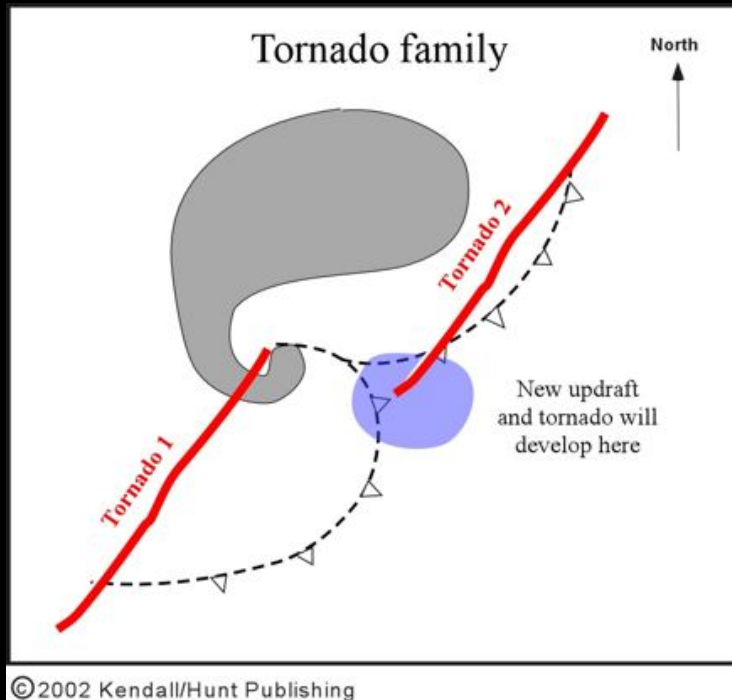 Tornado family
North
Tornado 2
New updraft
and tornado will
develop here
Tornado 1
©2002 Kendall/Hunt Publishing